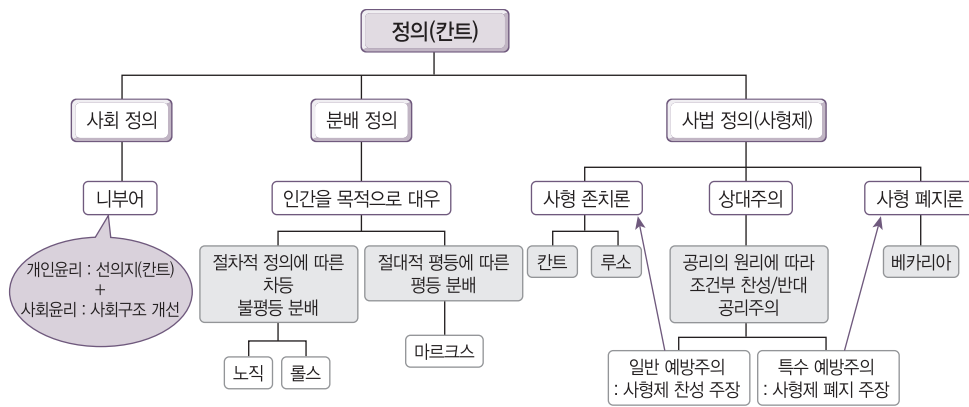 정의(칸트)
사회 정의
분배 정의
사법 정의(사형제)
니부어
인간을 목적으로 대우
사형 존치론
상대주의
사형 폐지론
개인윤리 : 선의지(칸트)
+
사회윤리 : 사회구조 개선
절차적 정의에 따른
차등
불평등 분배
절대적 평등에 따른
평등 분배
칸트
루소
공리의 원리에 따라
조건부 찬성/반대
공리주의
베카리아
노직
롤스
마르크스
일반 예방주의
: 사형제 찬성 주장
특수 예방주의
: 사형제 폐지 주장